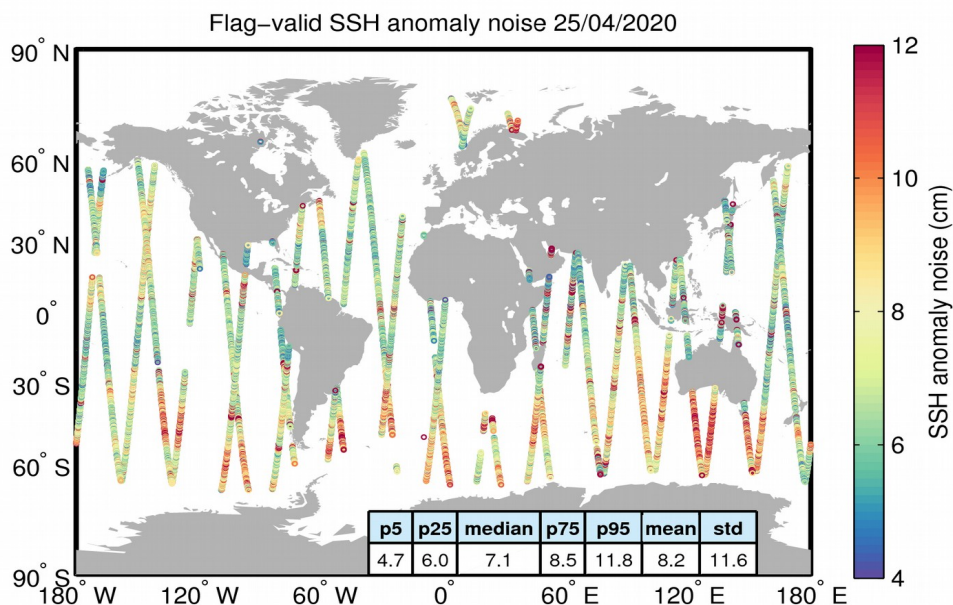 Flag−valid SSH anomaly noise 25/04/2020
90° N
60° N
30° N
0°
30° S
60° S
90° S
180° W
120° W
60° W
0°
60° E
120° E
180° E
12
10
8
6
4
SSH anomaly noise (cm)
p5 p25 median p75 p95 mean std
4.7 6.0 7.1 8.5 11.8 8.2 11.6